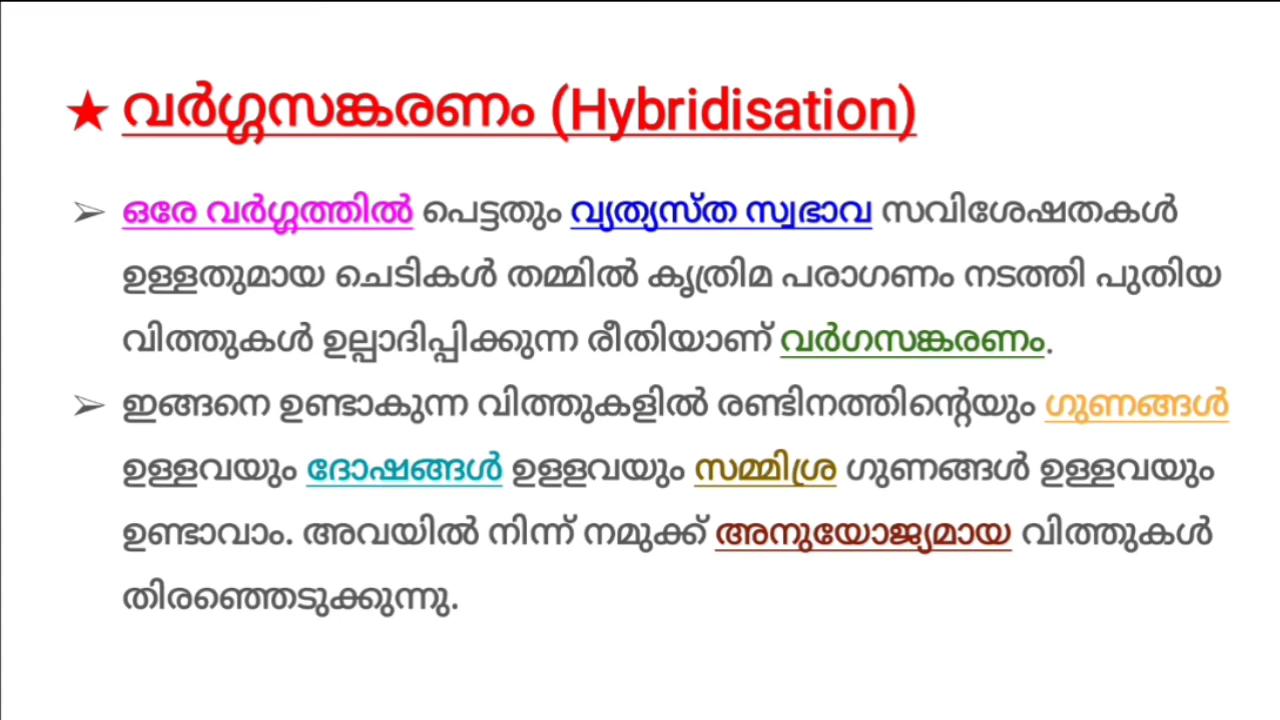 ★ വർഗ്ഗസങ്കരണം (Hybridisation)
➢ ഒരേ വർഗ്ഗത്തിൽ പെട്ടതും വ്യത്യസ്ത സ്വഭാവ സവിശേഷതകൾ
ഉള്ളതുമായ ചെടികൾ തമ്മിൽ കൃത്രിമ പരാഗണം നടത്തി പുതിയ
വിത്തുകൾ ഉല്പാദിപ്പിക്കുന്ന രീതിയാണ് വർഗസങ്കരണം.
➢ ഇങ്ങനെ ഉണ്ടാകുന്ന വിത്തുകളിൽ രണ്ടിനത്തിന്റെയും ഗുണങ്ങൾ
ഉള്ളവയും ദോഷങ്ങൾ ഉളളവയും സമ്മിശ്ര ഗുണങ്ങൾ ഉള്ളവയും
ഉണ്ടാവാം. അവയിൽ നിന്ന് നമുക്ക് അനുയോജ്യമായ വിത്തുകൾ
തിരഞ്ഞെടുക്കുന്നു.